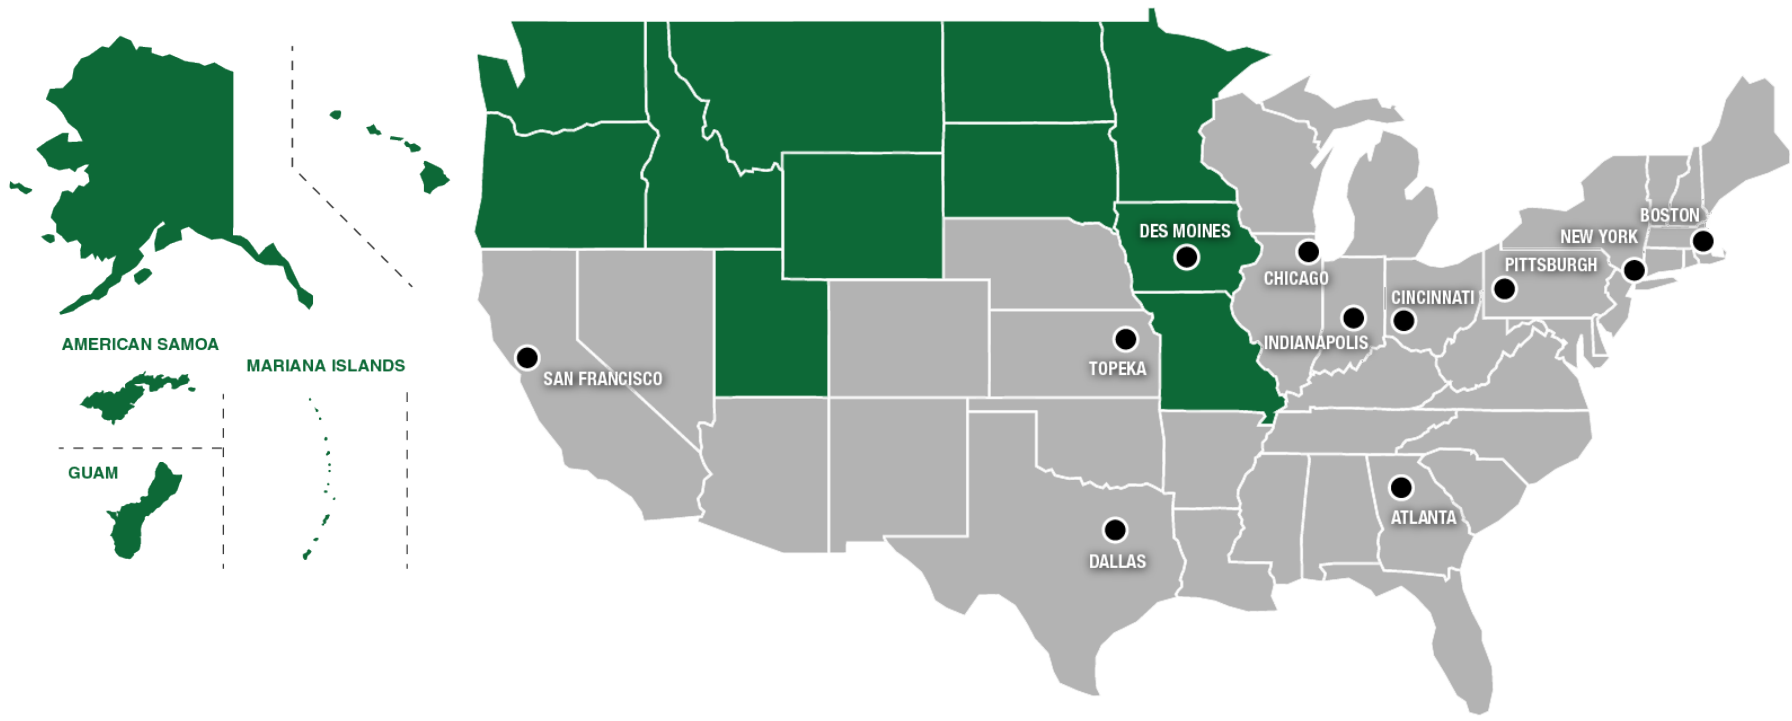 AMERICAN SAMOA
MARIANA ISLANDS
GUAM
SAN FRANCISCO
DES MOINES
TOPEKA
DALLAS
CHICAGO
INDIANAPOLIS
CINCINNATI
PITTSBURGH
NEW YORK
BOSTON
ATLANTA